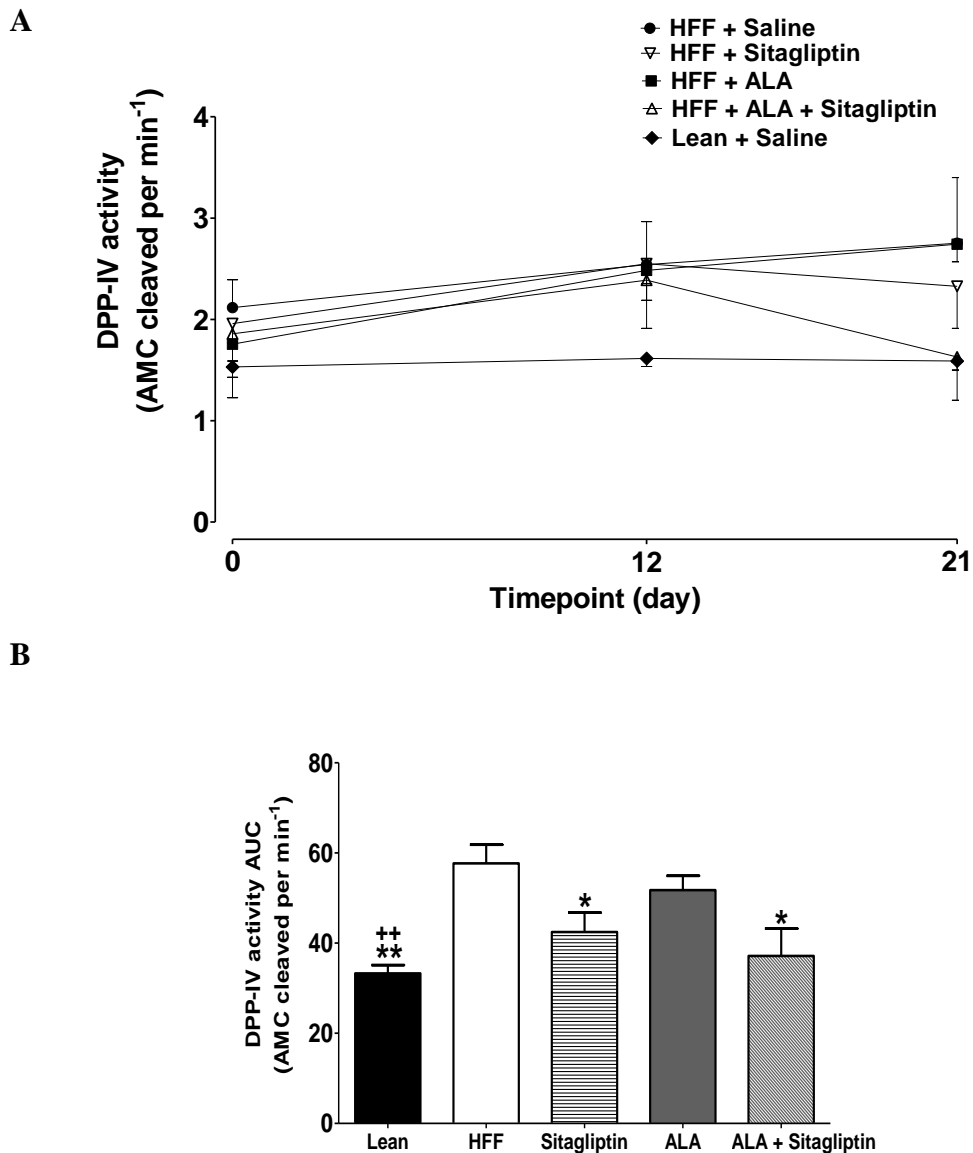 A
HFF + Saline
HFF + Sitagliptin
HFF + ALA
HFF + ALA + Sitagliptin
Lean + Saline
DPP-IV activity
(AMC cleaved per min-1)
4
3
2
1
0
0 12 21
Timepoint (day)
B
DPP-IV activity AUC
(AMC cleaved per min-1)
80
60
40
20
0
++
**
*
*
Lean HFF Sitagliptin ALA ALA + Sitagliptin